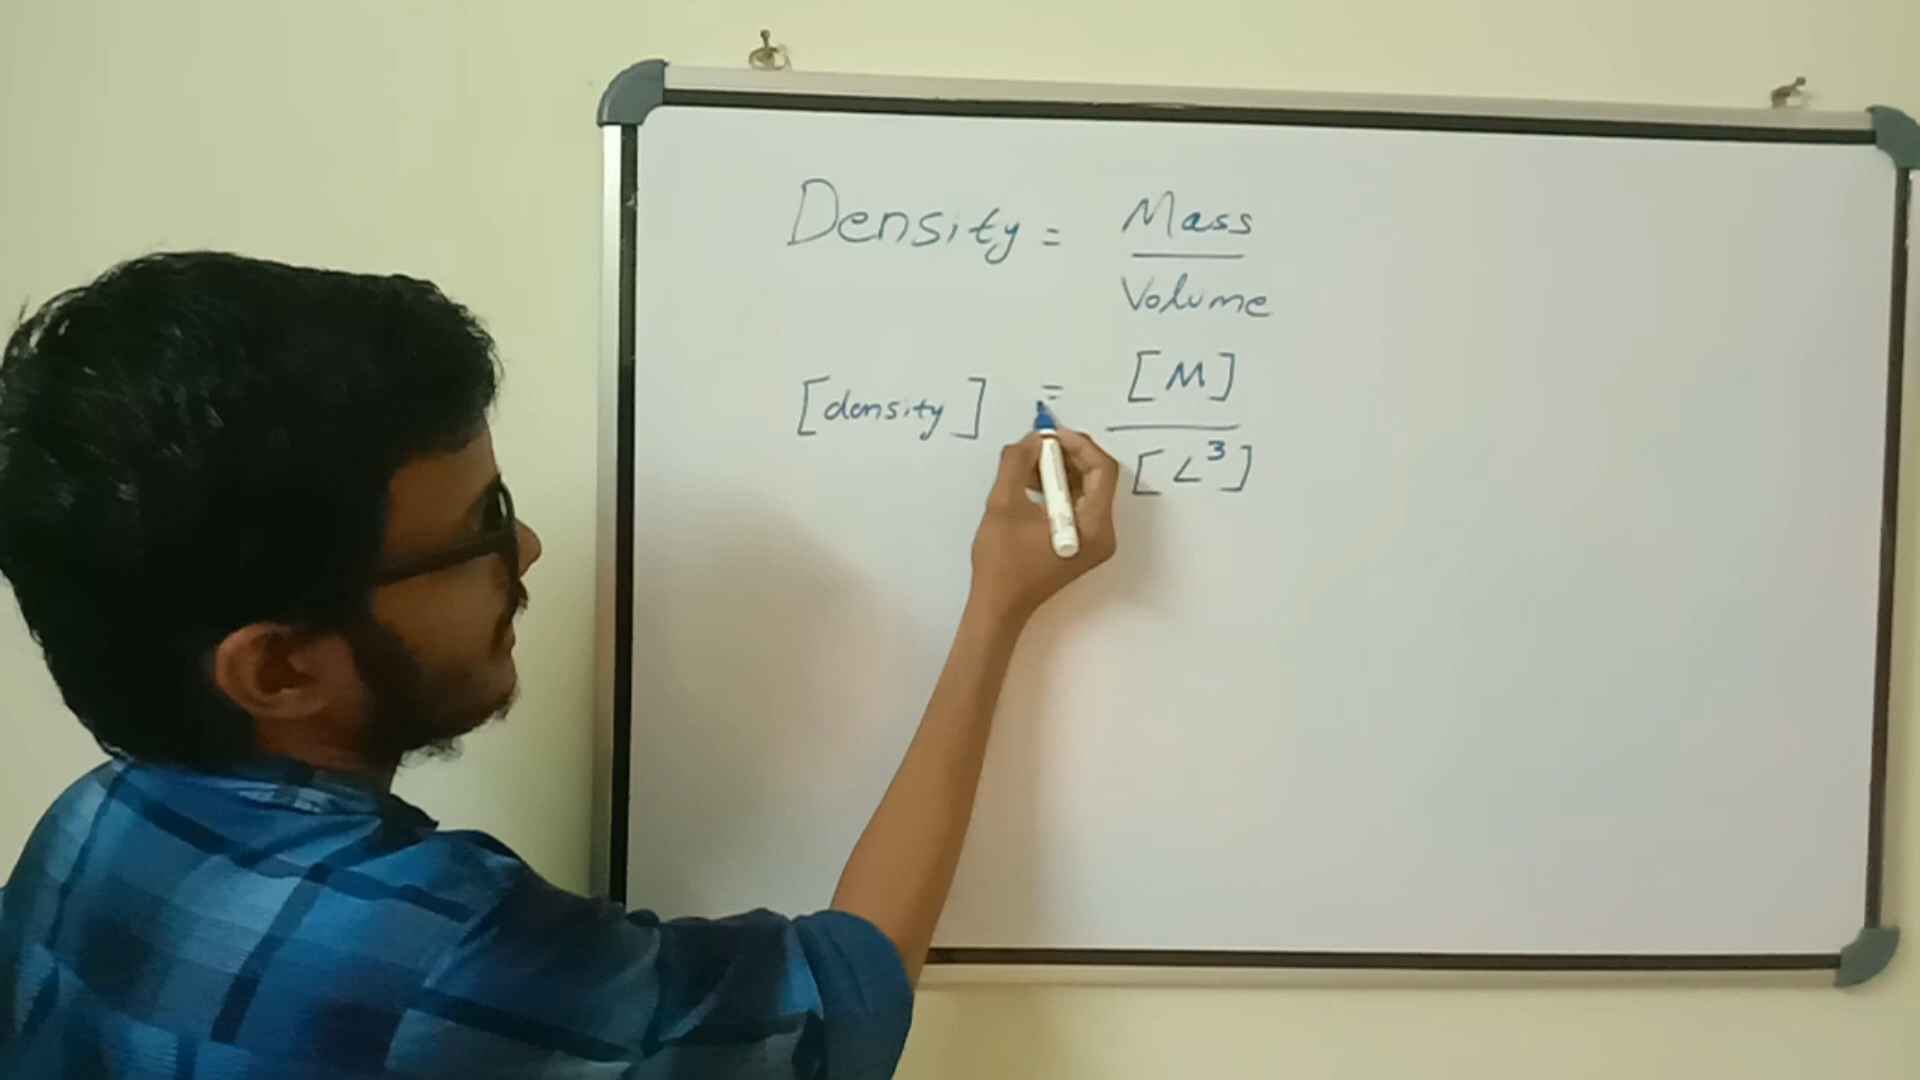 Density = Mass
Volume
[density] = [M]
[L³]